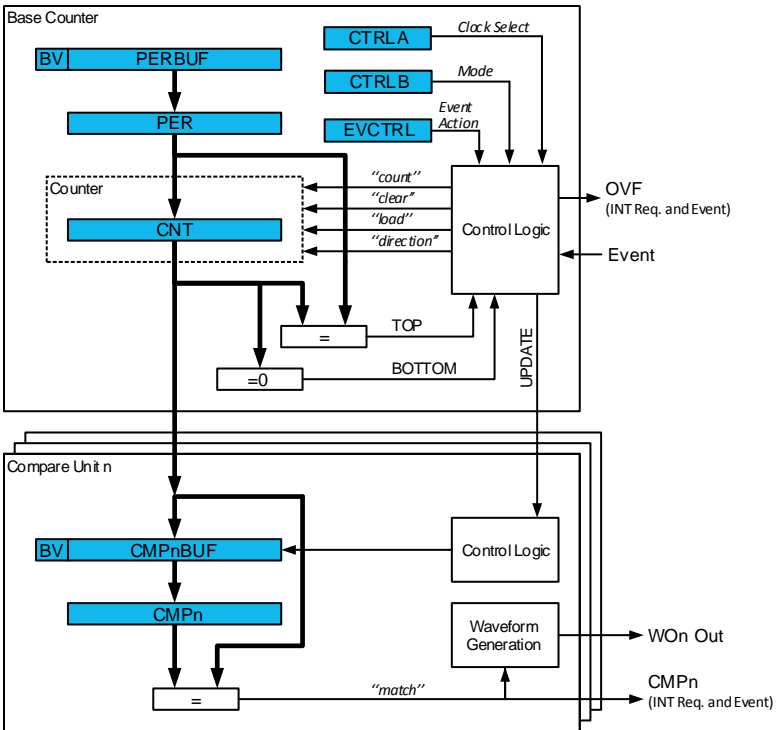 Base Counter
CTRLA
Clock Select
BV
PERBUF
CTRLB
Mode
PER
EVCTRL
Event
Action
Counter
"count"
"clear"
"load"
"direction"
CNT
Control Logic
OVF
(INT Req. and Event)
Event
=
TOP
=0
BOTTOM
UPDATE
Compare Unit n
BV
CMPnBUF
Control Logic
CMPn
Waveform
Generation
WOn Out
=
"match"
CMPn
(INT Req. and Event)